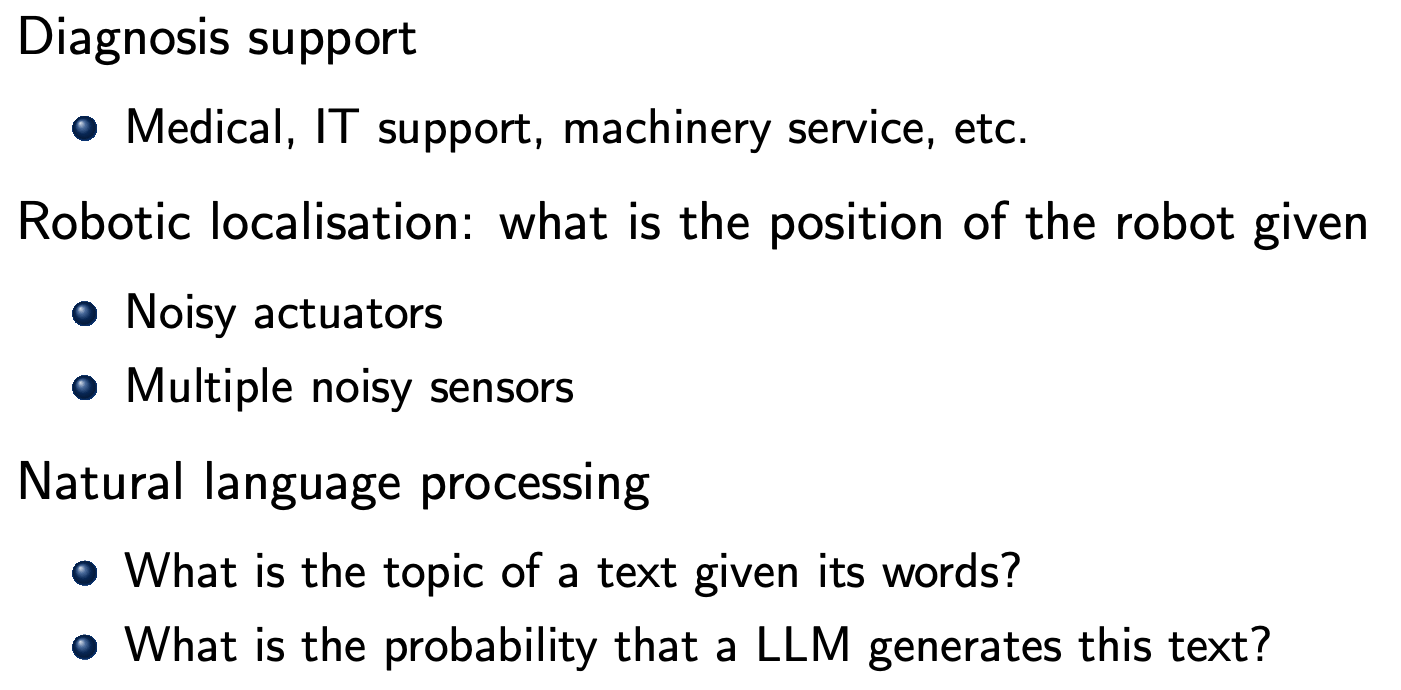 Diagnosis support
Medical, IT support, machinery service, etc.
Robotic localisation: what is the position of the robot given
Noisy actuators
Multiple noisy sensors
Natural language processing
What is the topic of a text given its words?
What is the probability that a LLM generates this text?